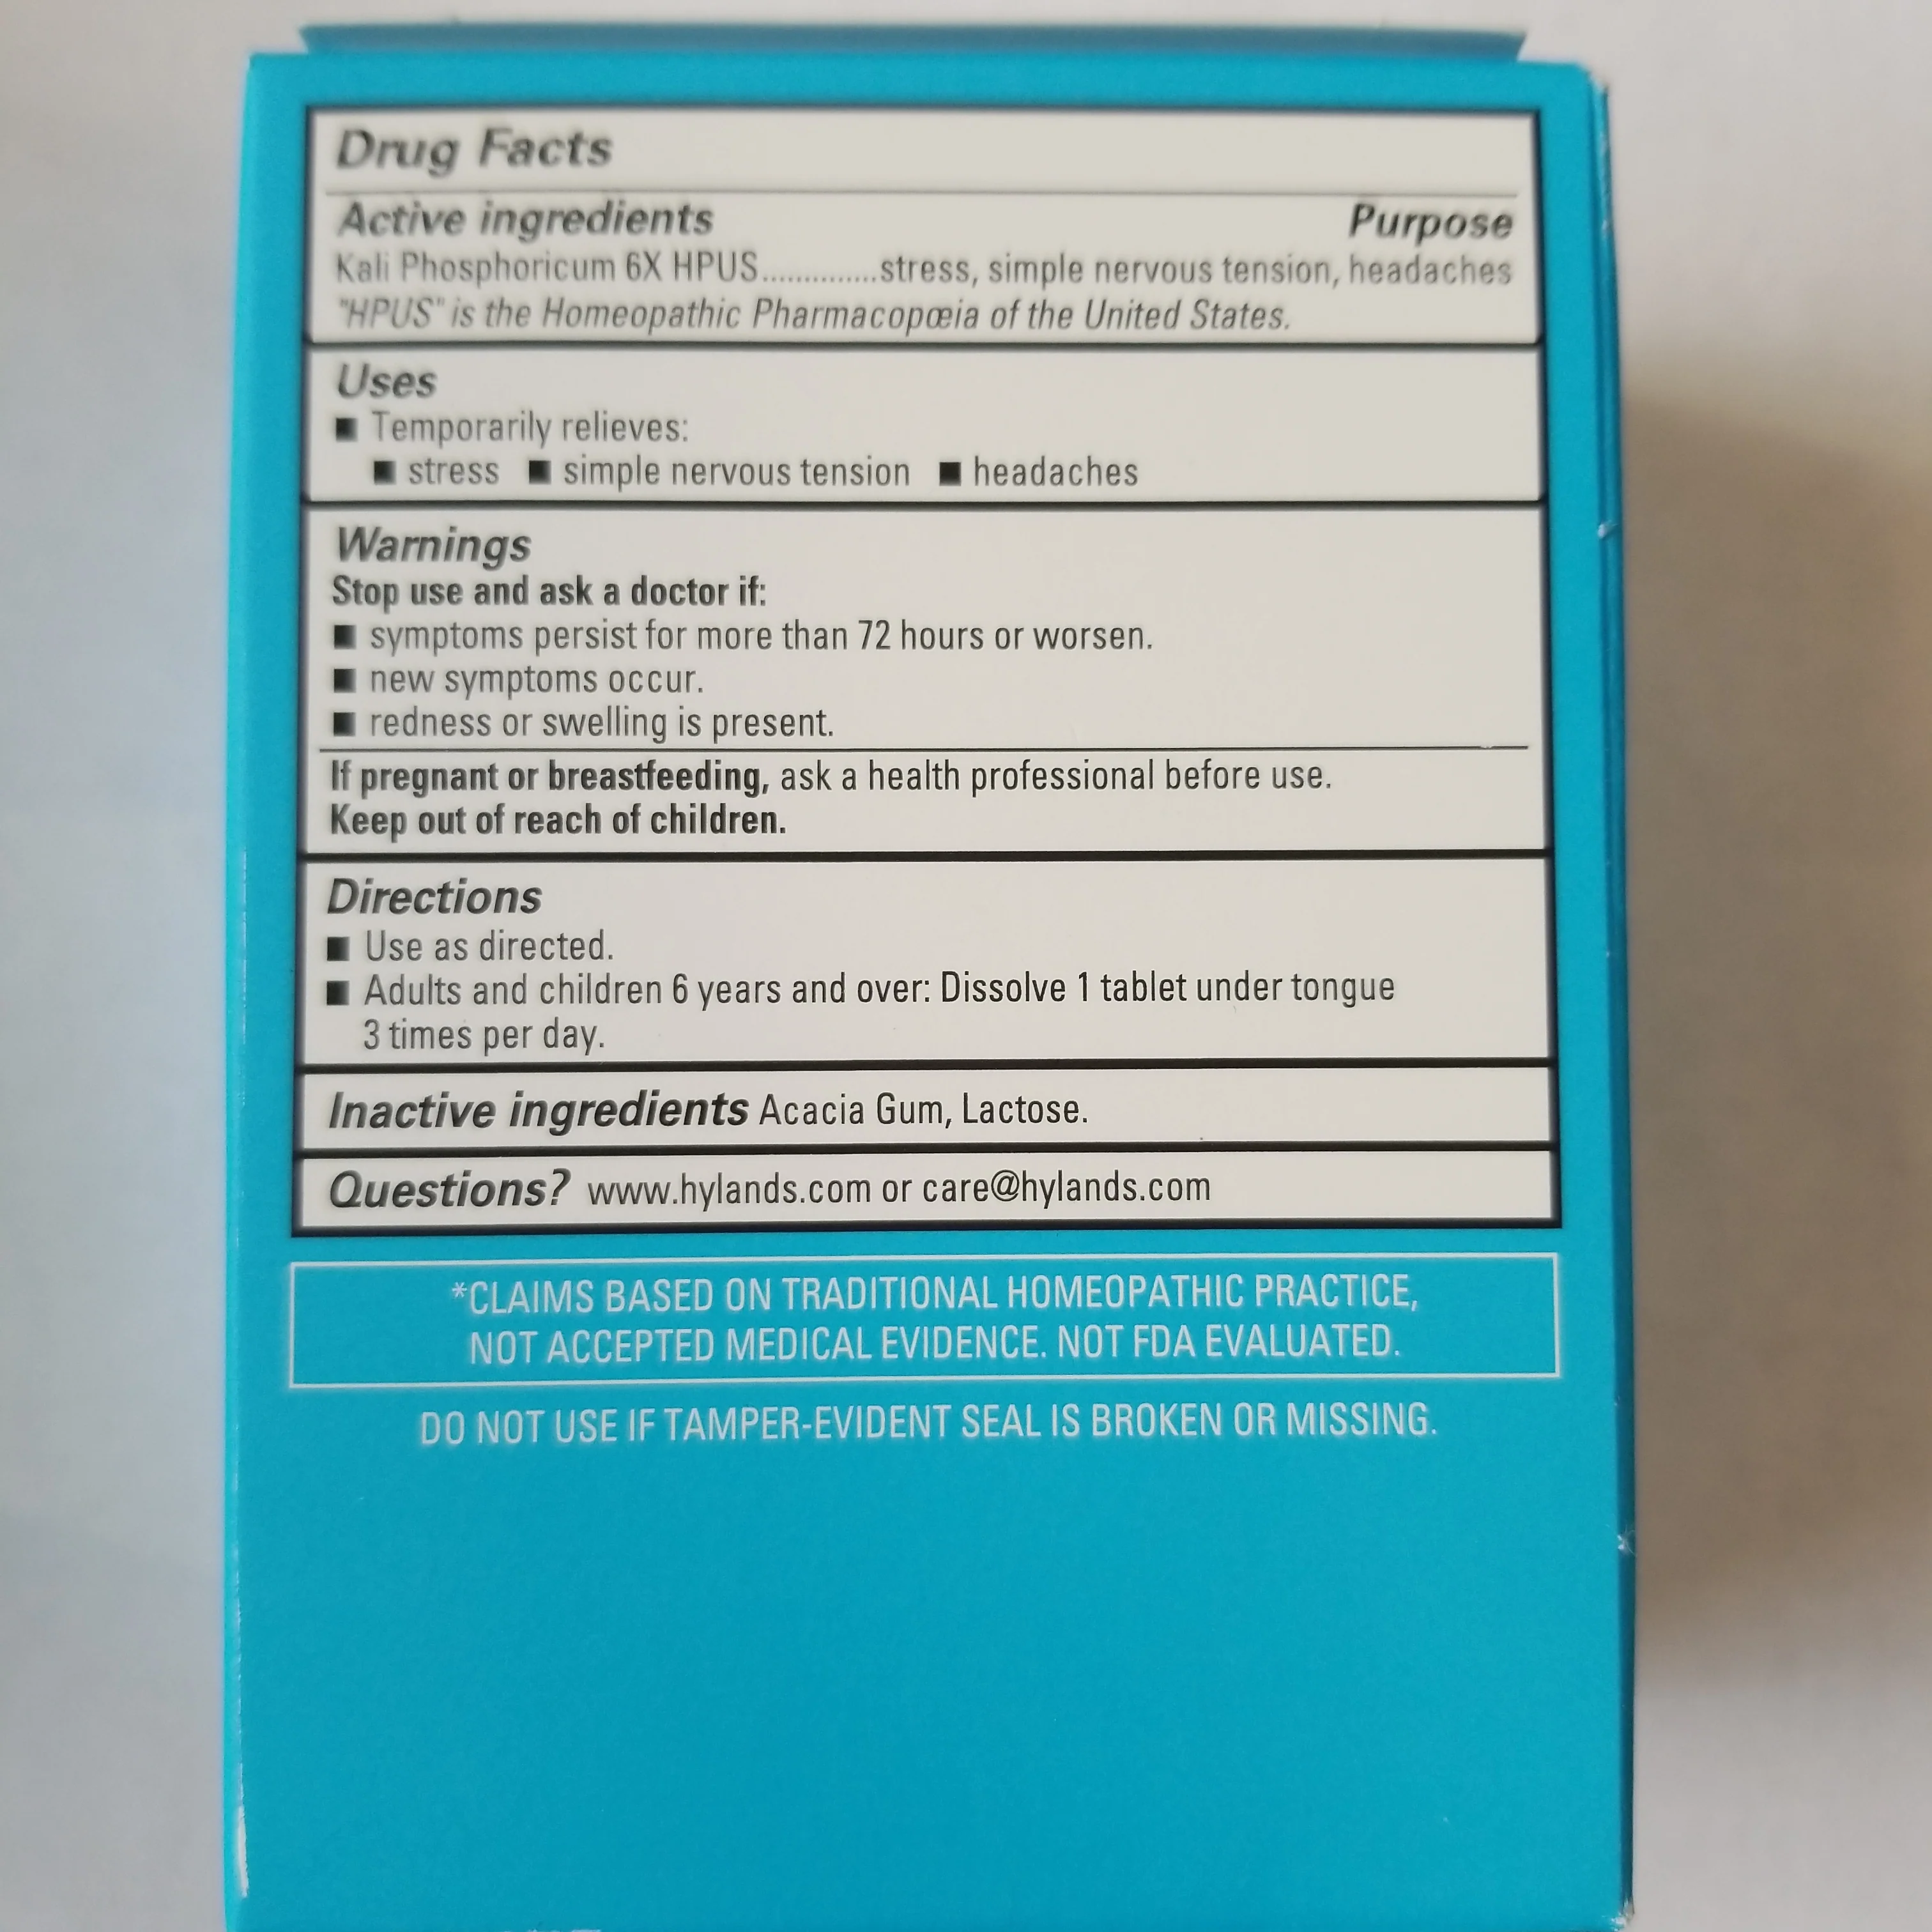 Drug Facts
Active ingredients Purpose
Kali Phosphoricum 6X HPUS..............stress, simple nervous tension, headaches
"HPUS" is the Homeopathic Pharmacopœia of the United States.
Uses
■ Temporarily relieves:
■ stress ■ simple nervous tension ■ headaches
Warnings
Stop use and ask a doctor if:
■ symptoms persist for more than 72 hours or worsen.
■ new symptoms occur.
■ redness or swelling is present.
If pregnant or breastfeeding, ask a health professional before use.
Keep out of reach of children.
Directions
■ Use as directed.
■ Adults and children 6 years and over: Dissolve 1 tablet under tongue
3 times per day.
Inactive ingredients Acacia Gum, Lactose.
Questions? www.hylands.com or care@hylands.com
*CLAIMS BASED ON TRADITIONAL HOMEOPATHIC PRACTICE,
NOT ACCEPTED MEDICAL EVIDENCE. NOT FDA EVALUATED.
DO NOT USE IF TAMPER-EVIDENT SEAL IS BROKEN OR MISSING.